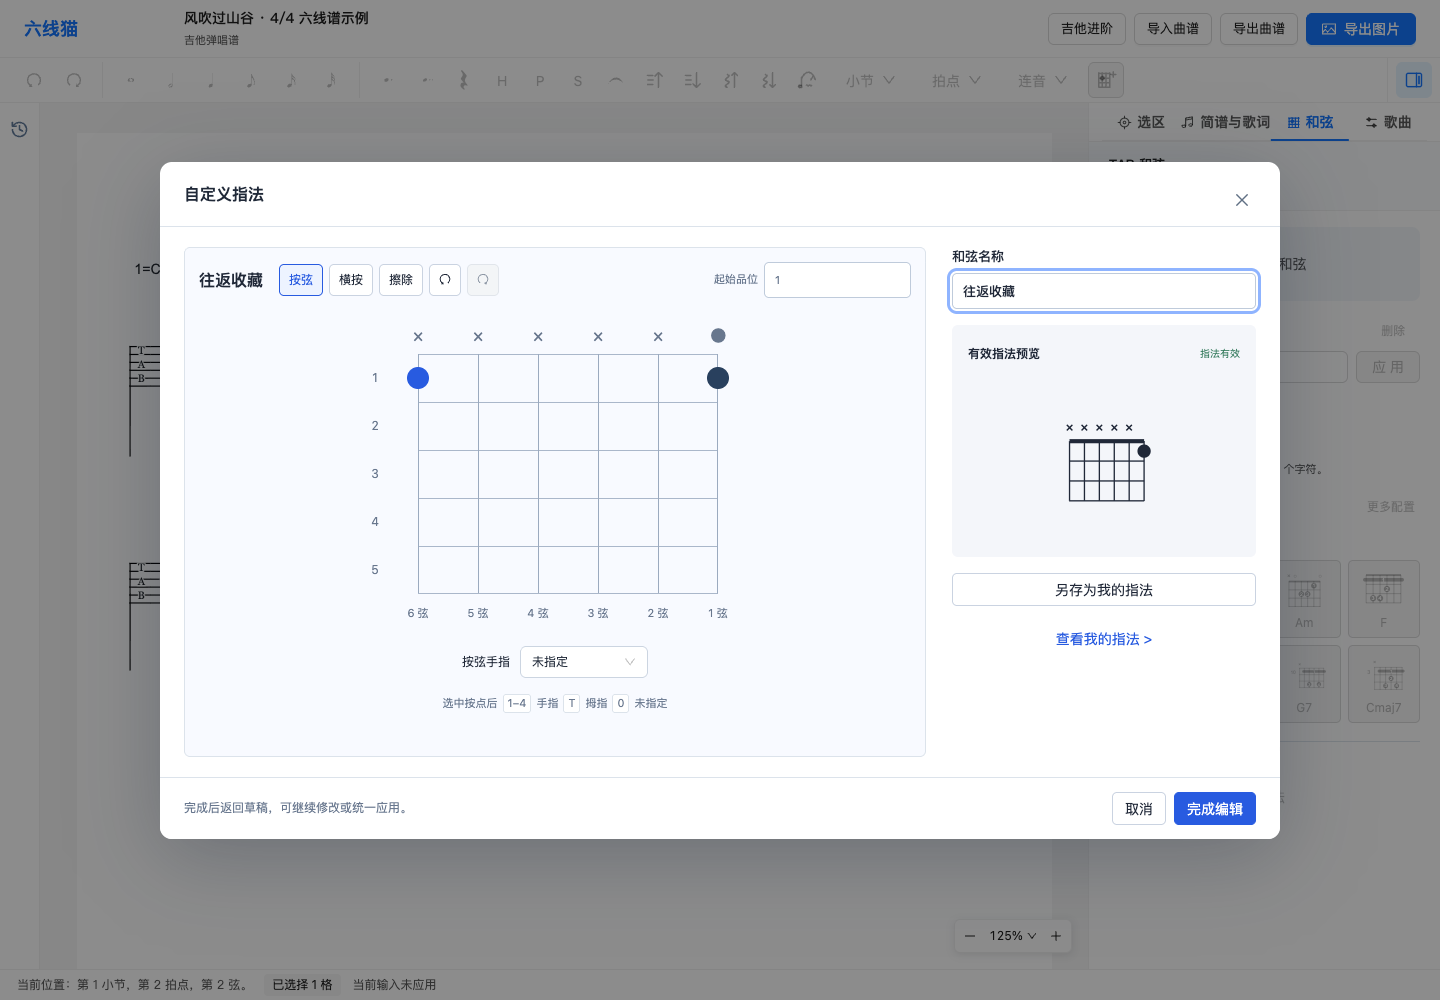 六线猫
风吹过山谷 · 4/4 六线谱示例
吉他弹唱谱
吉他进阶 导入曲谱 导出曲谱 导出图片
H P S 小节 拍点 连音
选区 简谱与歌词 和弦 歌曲
自定义指法
往返收藏 按弦 横按 擦除 起始品位 1
× × × × ×
1
2
3
4
5
6 弦 5 弦 4 弦 3 弦 2 弦 1 弦
按弦手指 未指定
选中按点后 1–4 手指 T 拇指 0 未指定
和弦名称
往返收藏
有效指法预览 指法有效
× × × × ×
另存为我的指法
查看我的指法 >
完成后返回草稿，可继续修改或统一应用。
取消 完成编辑
1=C
T
A
B
T
A
B
和弦
删除
应 用
个字符。
更多配置
Am F
G7 Cmaj7
125%
当前位置：第 1 小节，第 2 拍点，第 2 弦。 已选择 1 格 当前输入未应用